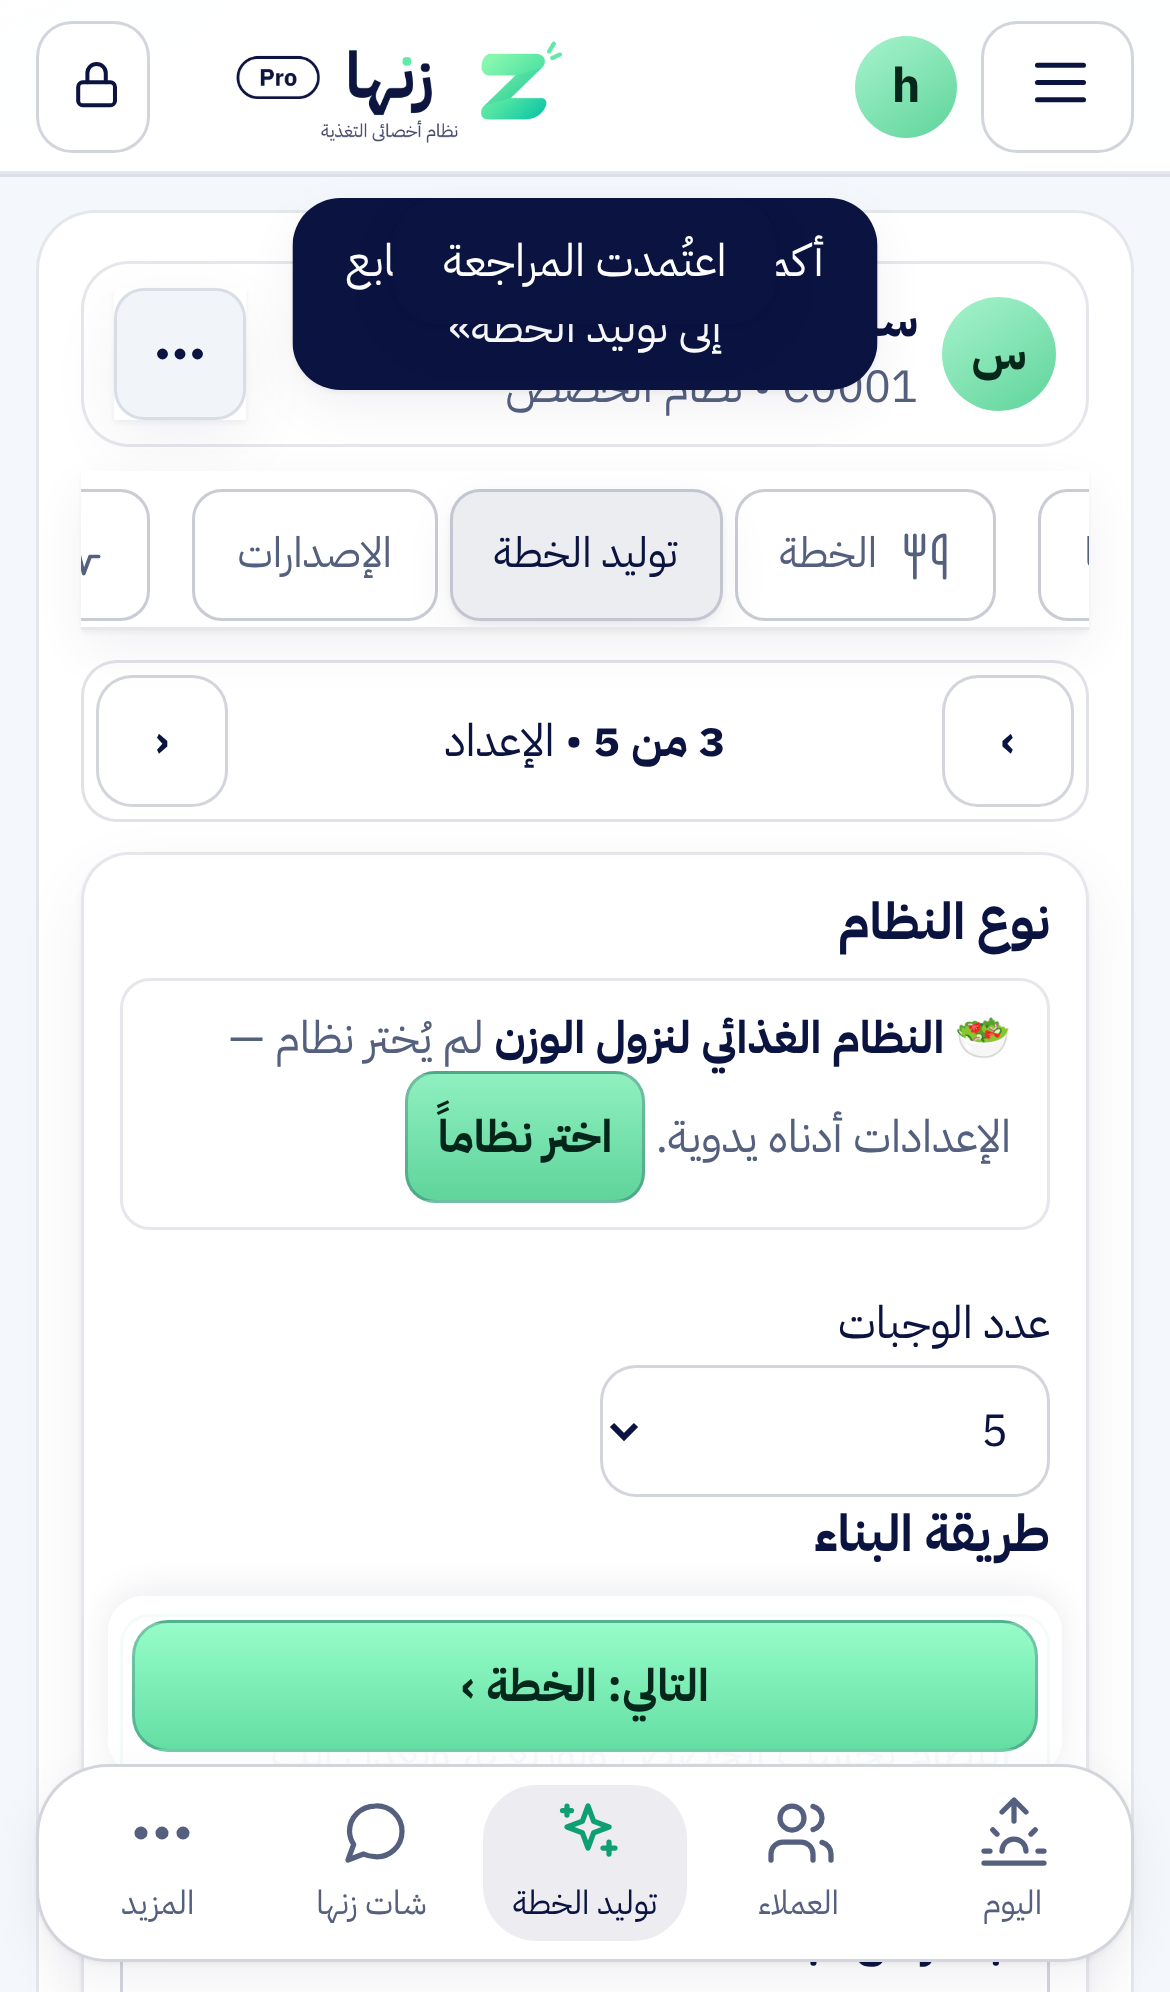 h
زنها
Pro
نظام أخصائي التغذية
اعتُمدت المراجعة
إلى توليد الخطة»
س
C0001 • نظام الحصص
الخطة
توليد الخطة
الإصدارات
›
3 من 5 • الإعداد
‹
نوع النظام
🥗 النظام الغذائي لنزول الوزن لم يُختر نظام —
الإعدادات أدناه يدوية. اختر نظاماً
عدد الوجبات
5
طريقة البناء
التالي: الخطة ›
اليوم
العملاء
توليد الخطة
شات زنها
المزيد